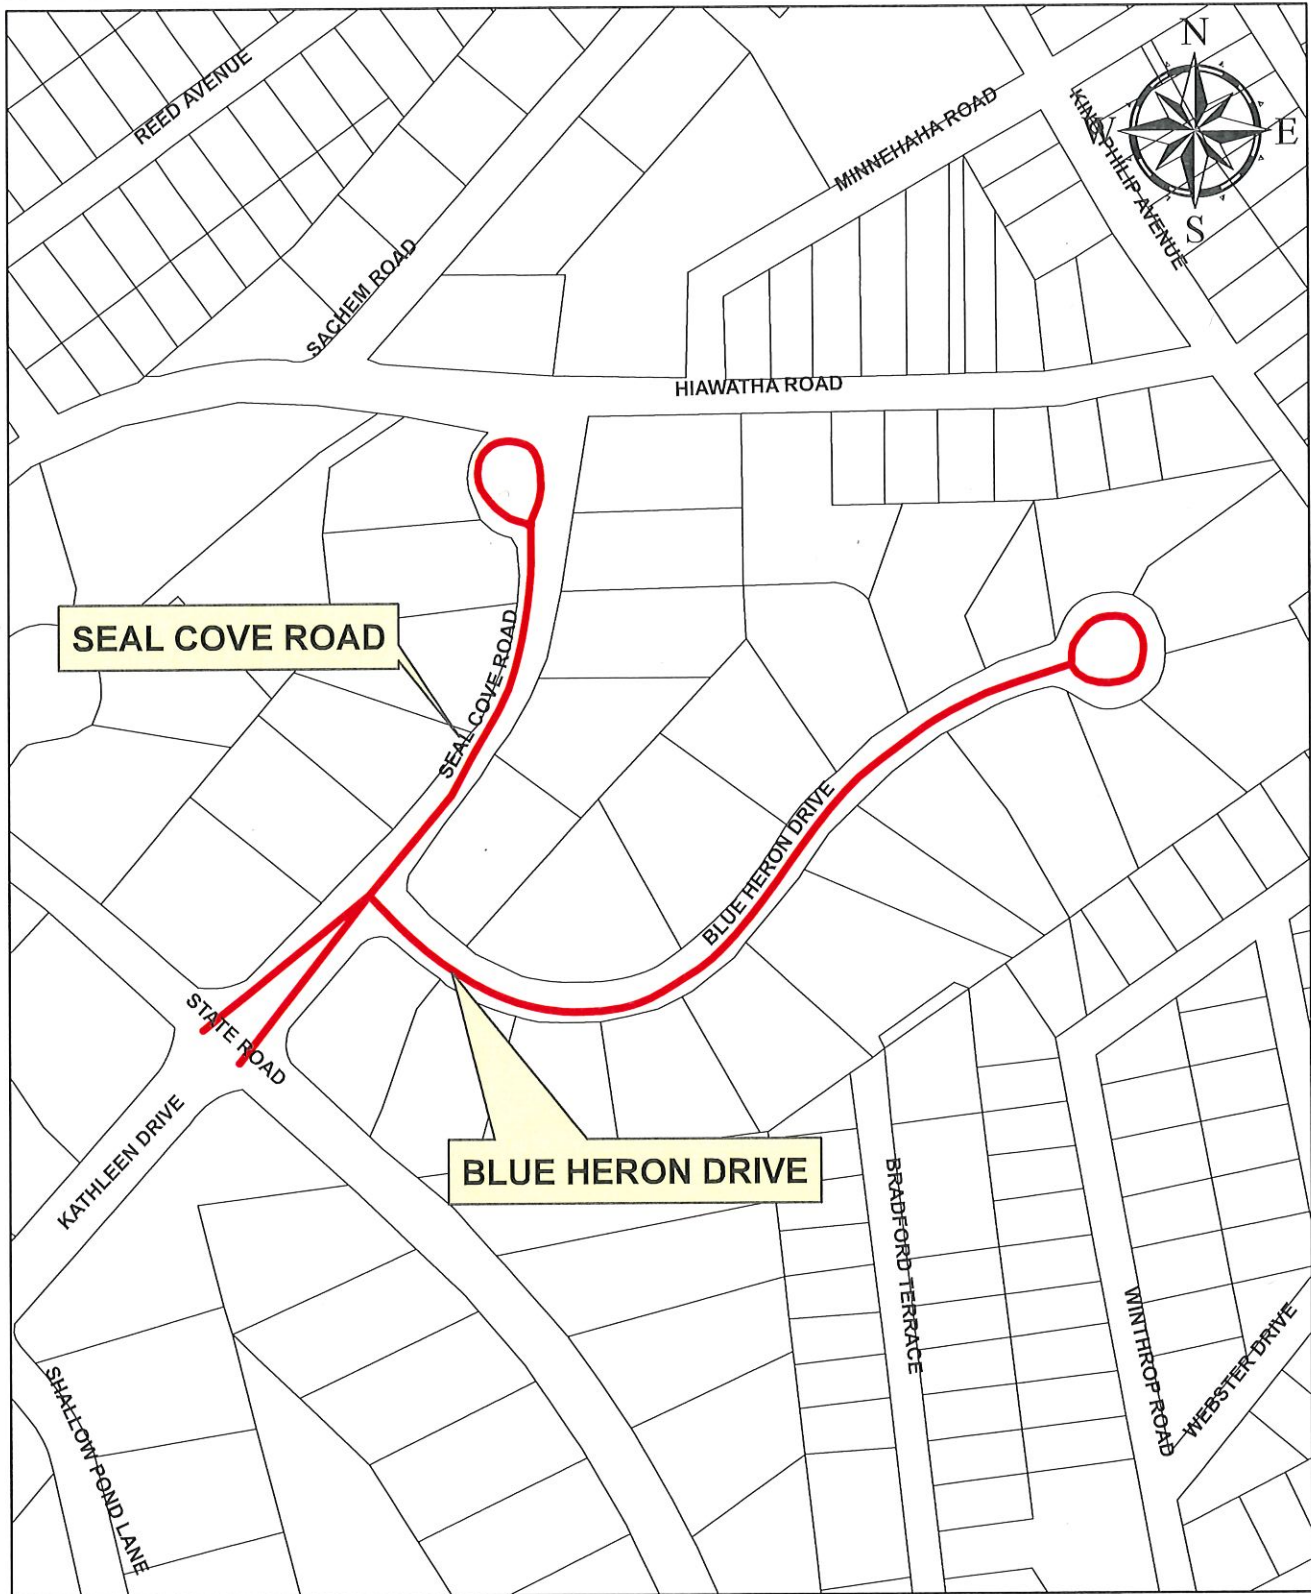 N
REED AVENUE
MINNEHAHA ROAD
KING PHILIP AVENUE
W
E
S
SACHEM ROAD
HIAWATHA ROAD
SEAL COVE ROAD
SEAL COVE ROAD
BLUE HERON DRIVE
STATE ROAD
KATHLEEN DRIVE
BLUE HERON DRIVE
BRADFORD TERRACE
WINTHROP ROAD
WEBSTER DRIVE
SHALLOW POND LANE